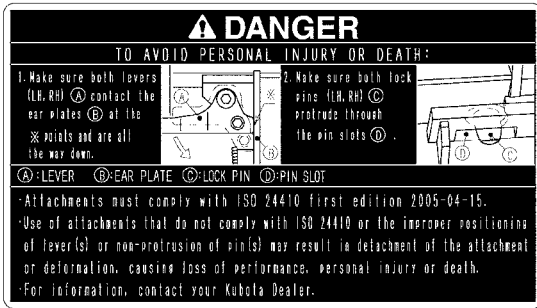 ⚠ DANGER
TO AVOID PERSONAL INJURY OR DEATH:
1. Make sure both levers
(LH, RH) Ⓐ contact the
ear plates Ⓑ at the
※ points and are all
the way down.
Ⓐ
※
Ⓑ
2. Make sure both lock
pins (LH, RH) Ⓒ
protrude through
the pin slots Ⓓ.
Ⓓ
Ⓒ
Ⓐ:LEVER Ⓑ:EAR PLATE Ⓒ:LOCK PIN Ⓓ:PIN SLOT
·Attachments must comply with ISO 24410 first edition 2005-04-15.
·Use of attachments that do not comply with ISO 24410 or the improper positioning
of lever(s) or non-protrusion of pin(s) may result in detachment of the attachment
or deformation, causing loss of performance, personal injury or death.
·For information, contact your Kubota Dealer.